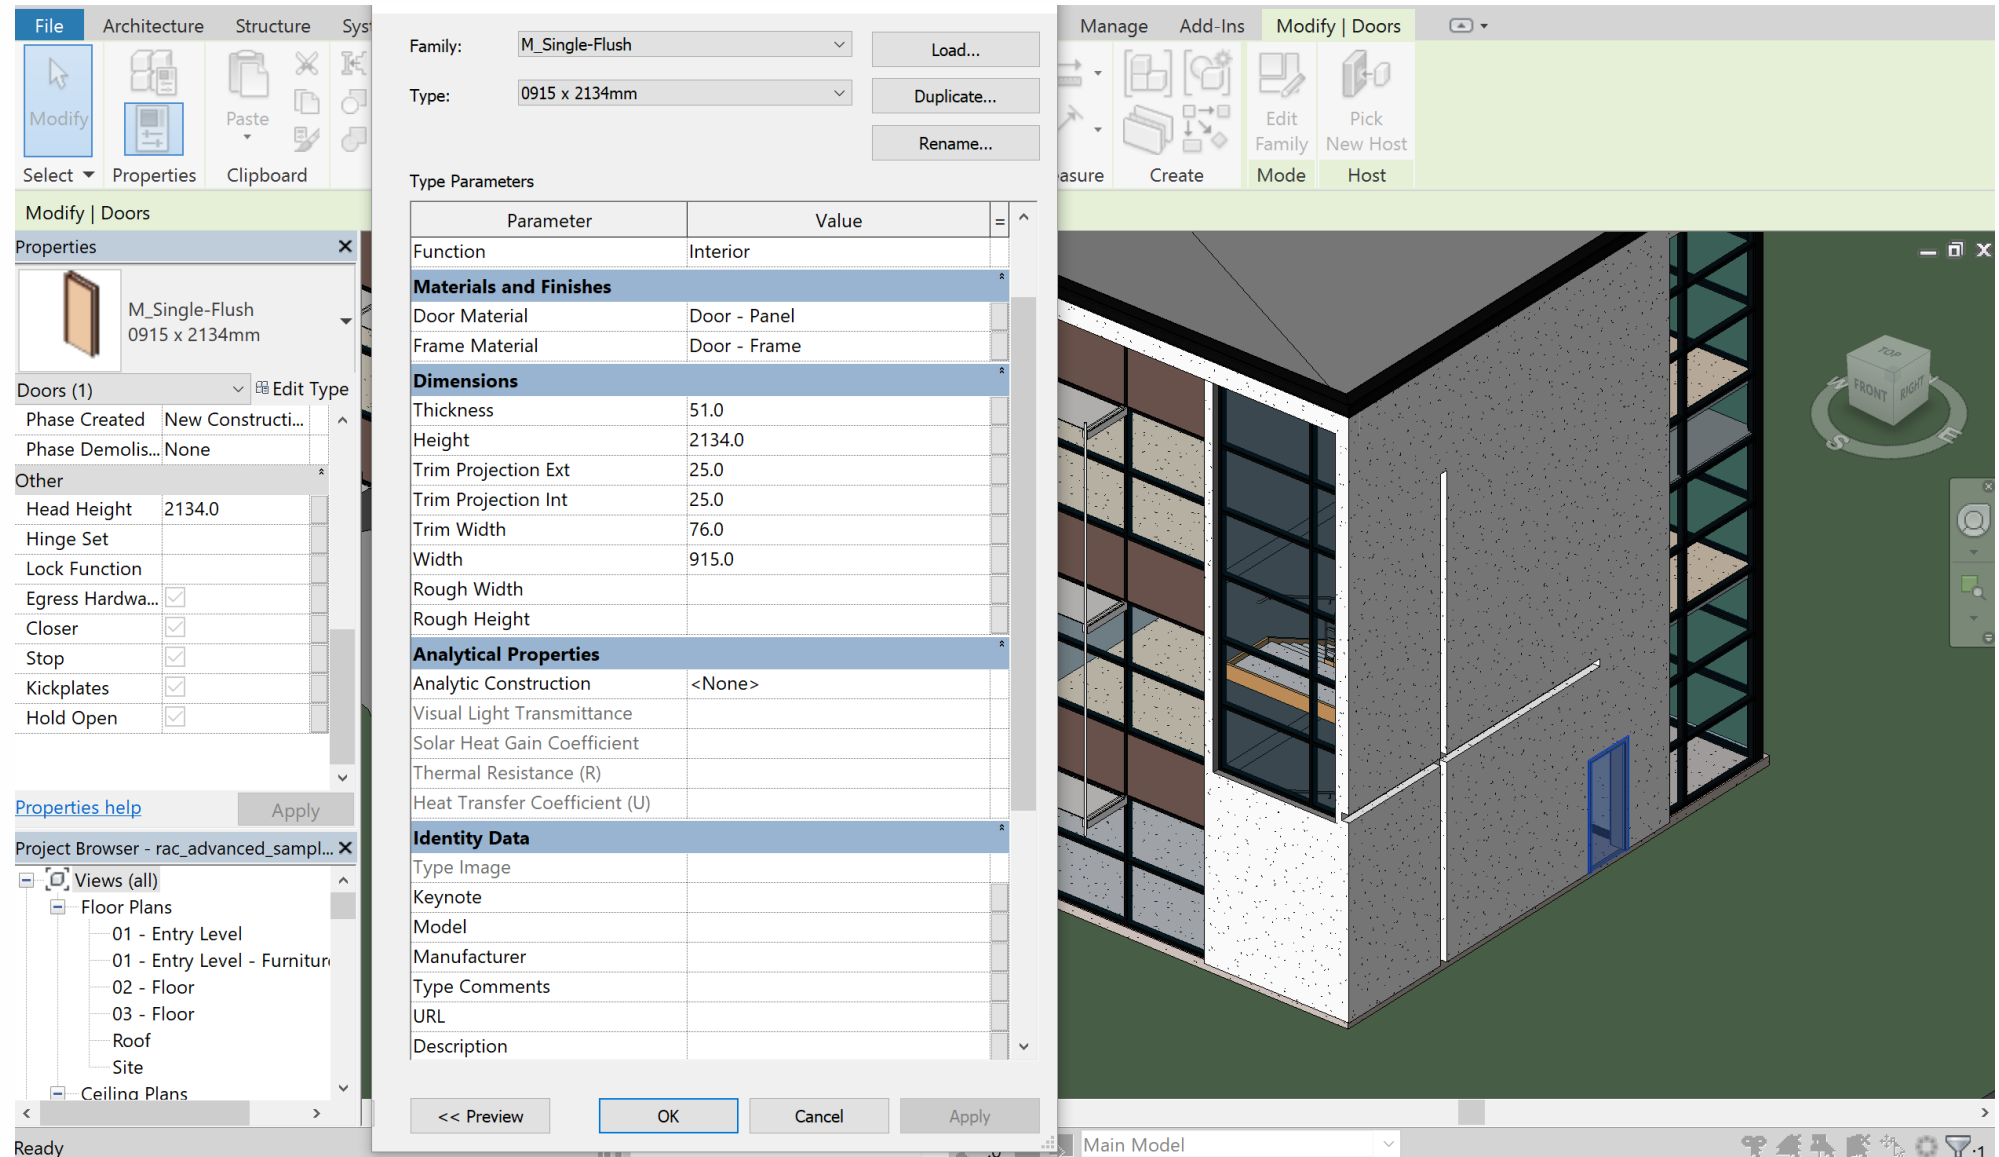 File Architecture Structure Sys Manage Add-Ins Modify | Doors
Modify
Paste
Select Properties Clipboard
Edit Family
Pick New Host
asure Create Mode Host
Modify | Doors
Properties
M_Single-Flush
0915 x 2134mm
Doors (1) Edit Type
Phase Created New Constructi...
Phase Demolis... None
Other
Head Height 2134.0
Hinge Set
Lock Function
Egress Hardwa...
Closer
Stop
Kickplates
Hold Open
Properties help Apply
Project Browser - rac_advanced_sampl...
Views (all)
Floor Plans
01 - Entry Level
01 - Entry Level - Furniture
02 - Floor
03 - Floor
Roof
Site
Ceiling Plans
Ready
Family: M_Single-Flush Load...
Type: 0915 x 2134mm Duplicate...
Rename...
Type Parameters
Parameter Value =
Function Interior
Materials and Finishes
Door Material Door - Panel
Frame Material Door - Frame
Dimensions
Thickness 51.0
Height 2134.0
Trim Projection Ext 25.0
Trim Projection Int 25.0
Trim Width 76.0
Width 915.0
Rough Width
Rough Height
Analytical Properties
Analytic Construction <None>
Visual Light Transmittance
Solar Heat Gain Coefficient
Thermal Resistance (R)
Heat Transfer Coefficient (U)
Identity Data
Type Image
Keynote
Model
Manufacturer
Type Comments
URL
Description
<< Preview OK Cancel Apply
TOP
FRONT RIGHT
W S E
:0 Main Model :1